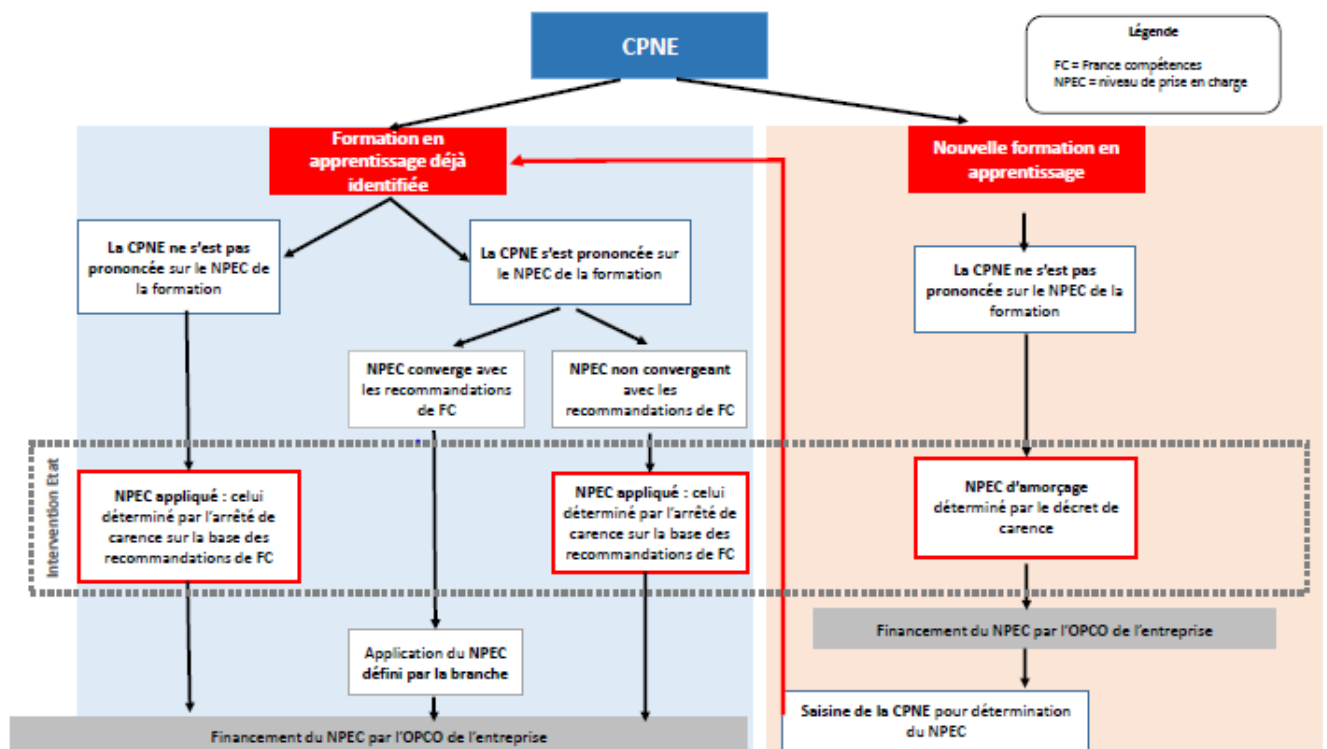 CPNE
Légende
FC = France compétences
NPEC = niveau de prise en charge
Formation en
apprentissage déjà
identifiée
Nouvelle formation en
apprentissage
La CPNE ne s'est pas
prononcée sur le NPEC de
la formation
La CPNE s'est prononcée sur
le NPEC de la formation
La CPNE ne s'est pas
prononcée sur le NPEC de la
formation
NPEC converge avec
les recommandations
de FC
NPEC non convergeant
avec les
recommandations de FC
Intervention Etat
NPEC appliqué : celui
déterminé par l'arrêté de
carence sur la base des
recommandations de FC
NPEC appliqué : celui
déterminé par l'arrêté de
carence sur la base des
recommandations de FC
NPEC d'amorçage
déterminé par le décret de
carence
Financement du NPEC par l'OPCO de l'entreprise
Application du NPEC
défini par la branche
Saisine de la CPNE pour détermination
du NPEC
Financement du NPEC par l'OPCO de l'entreprise